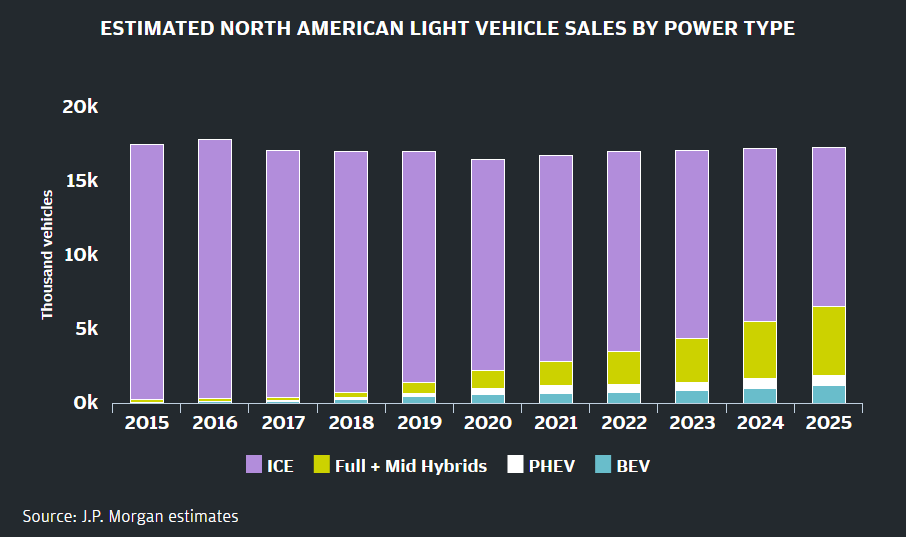 ESTIMATED NORTH AMERICAN LIGHT VEHICLE SALES BY POWER TYPE
20k
15k
10k
5k
0k
Thousand vehicles
2015 2016 2017 2018 2019 2020 2021 2022 2023 2024 2025
ICE Full + Mid Hybrids PHEV BEV
Source: J.P. Morgan estimates